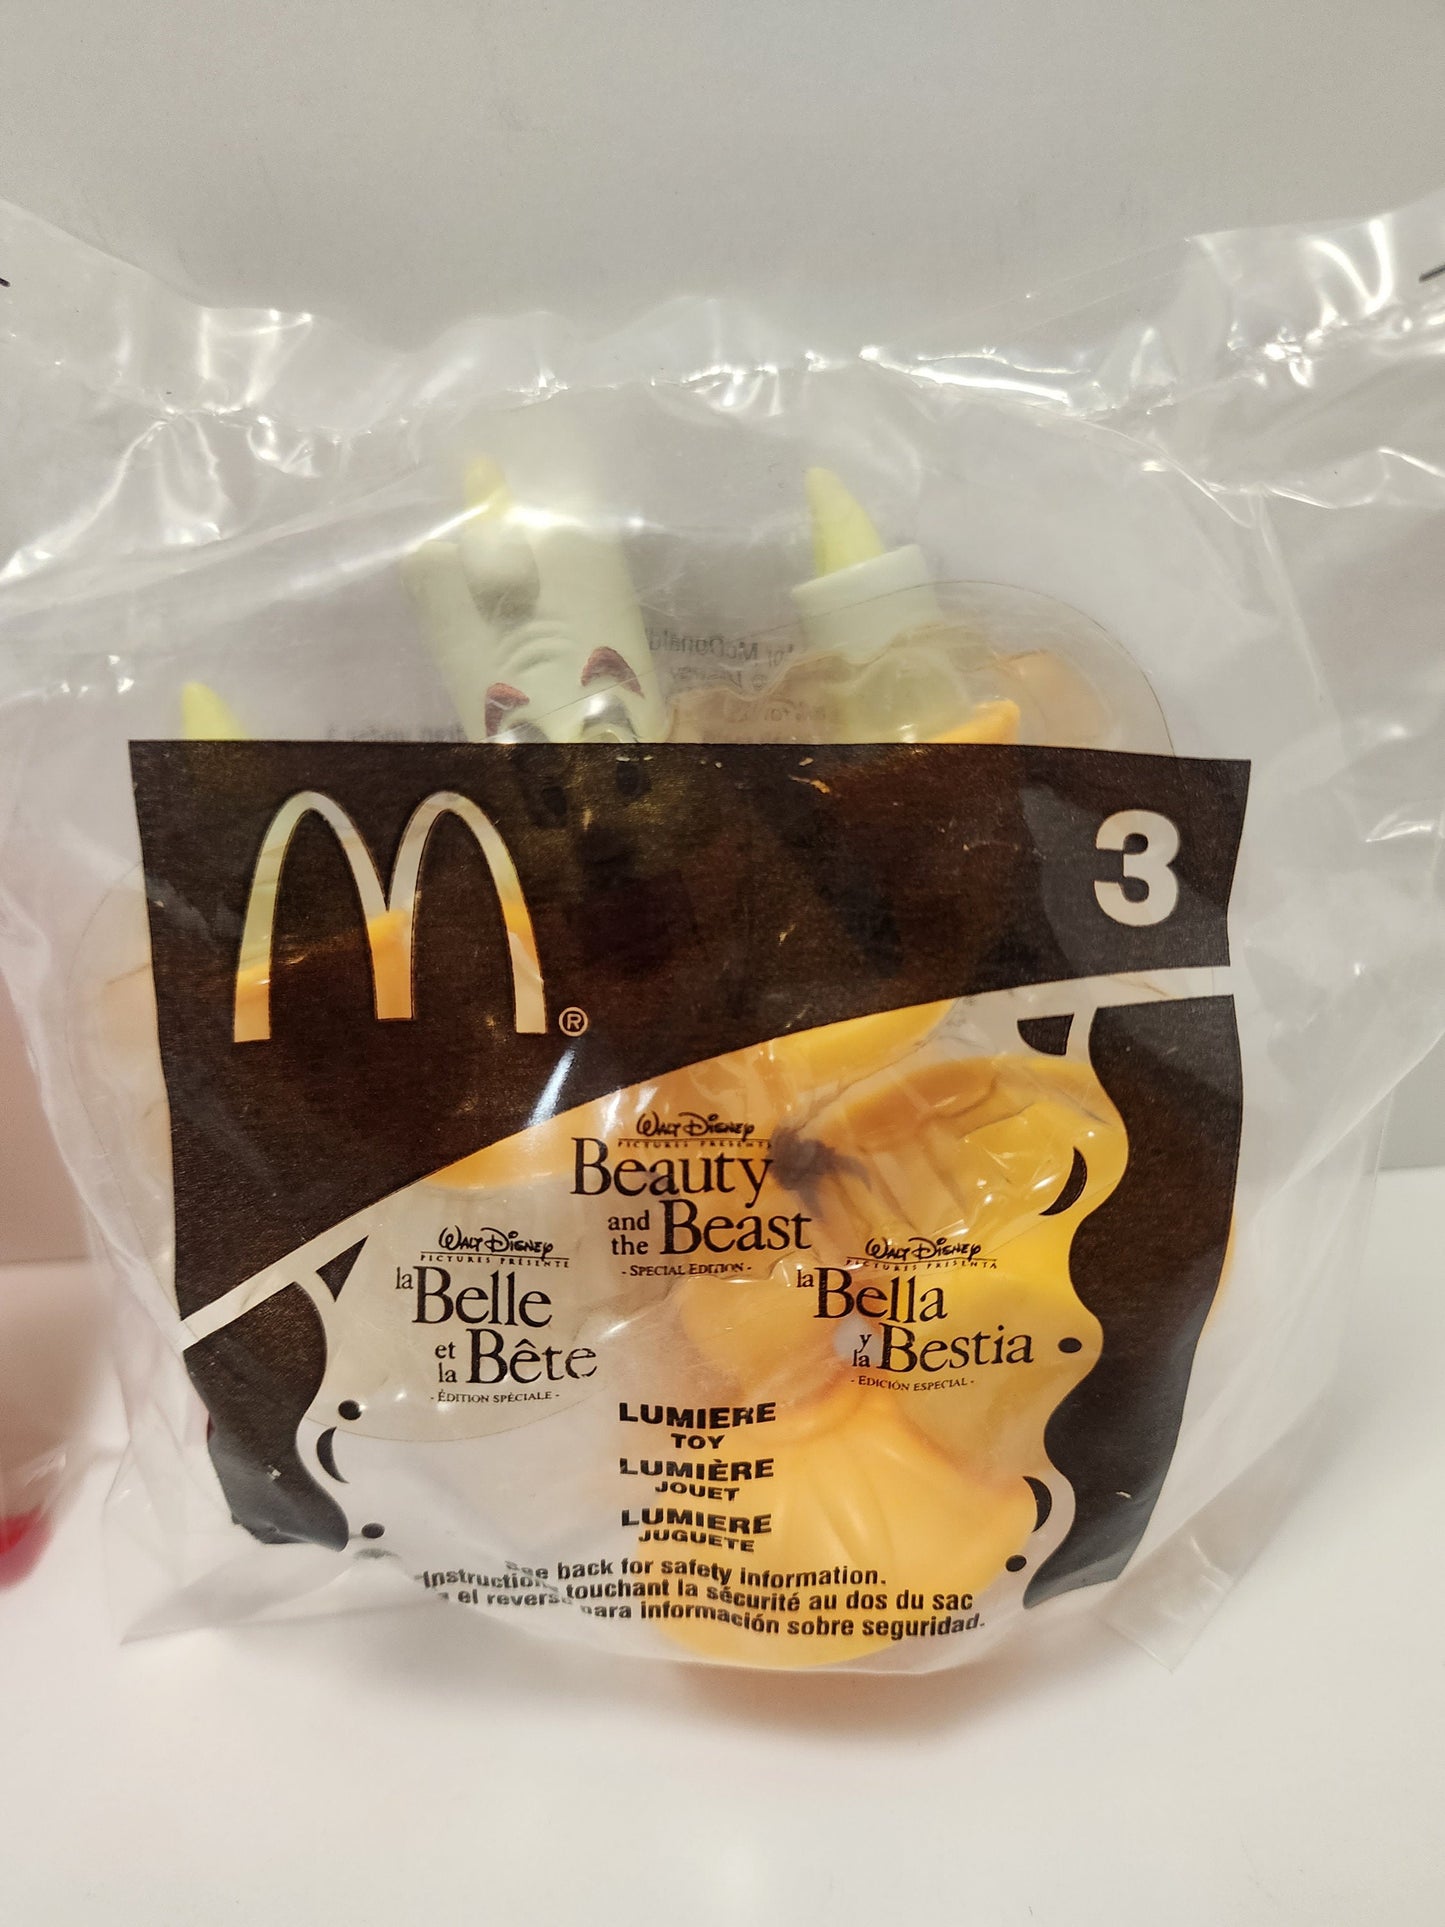 3
M ®
Walt Disney
PICTURES PRESENTS
Beauty
and the Beast
- SPECIAL EDITION -
Walt Disney
PICTURES PRÉSENTE
la Belle
et la Bête
- ÉDITION SPÉCIALE -
Walt Disney
PICTURES PRESENTA
la Bella
y la Bestia
- EDICIÓN ESPECIAL -
LUMIERE
TOY
LUMIÈRE
JOUET
LUMIERE
JUGUETE
See back for safety information.
Instruction touchant la sécurité au dos du sac
el reverso para información sobre seguridad.